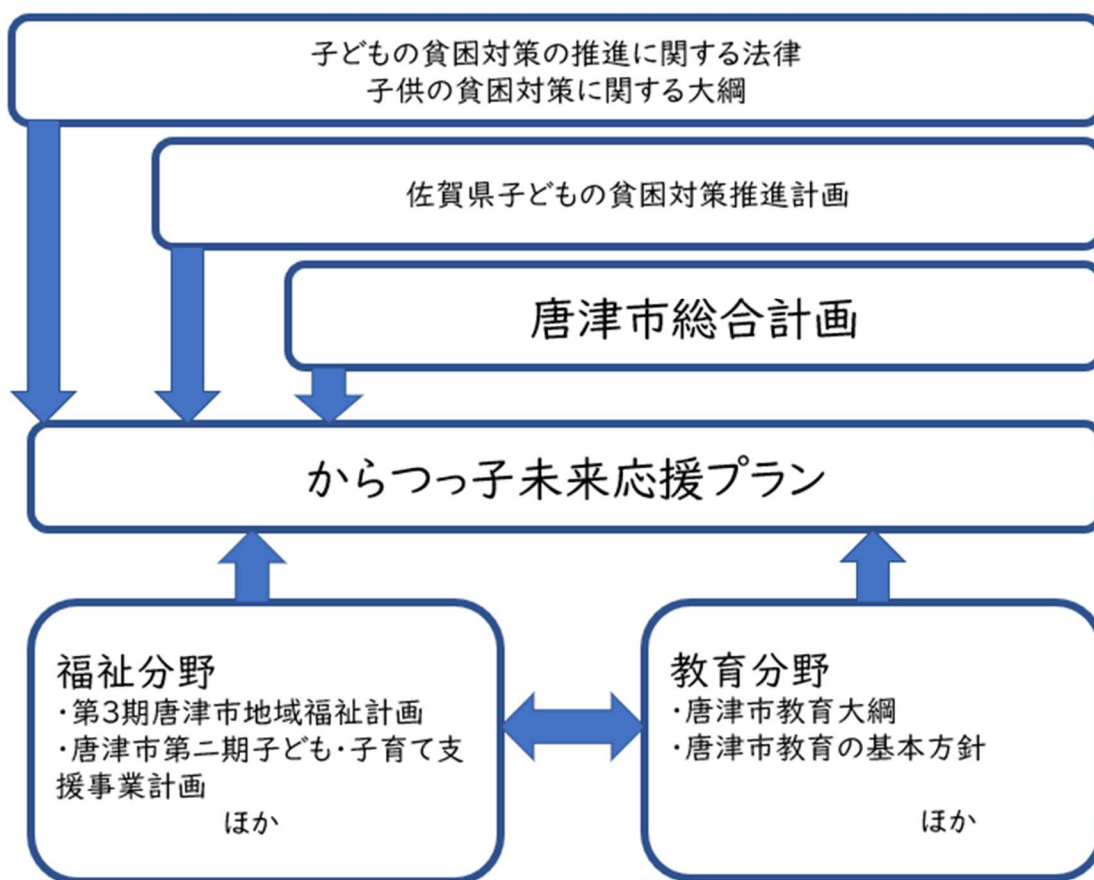 子どもの貧困対策の推進に関する法律
子供の貧困対策に関する大綱
佐賀県子どもの貧困対策推進計画
唐津市総合計画
からつっ子未来応援プラン
福祉分野
・第3期唐津市地域福祉計画
・唐津市第二期子ども・子育て支
援事業計画
ほか
教育分野
・唐津市教育大綱
・唐津市教育の基本方針
ほか